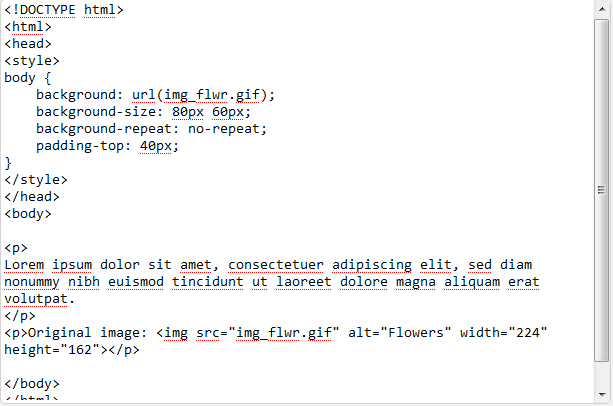 <!DOCTYPE html>
<html>
<head>
<style>
body {
    background: url(img_flwr.gif);
    background-size: 80px 60px;
    background-repeat: no-repeat;
    padding-top: 40px;
}
</style>
</head>
<body>

<p>
Lorem ipsum dolor sit amet, consectetuer adipiscing elit, sed diam
nonummy nibh euismod tincidunt ut laoreet dolore magna aliquam erat
volutpat.
</p>
<p>Original image: <img src="img_flwr.gif" alt="Flowers" width="224"
height="162"></p>

</body>
</html>